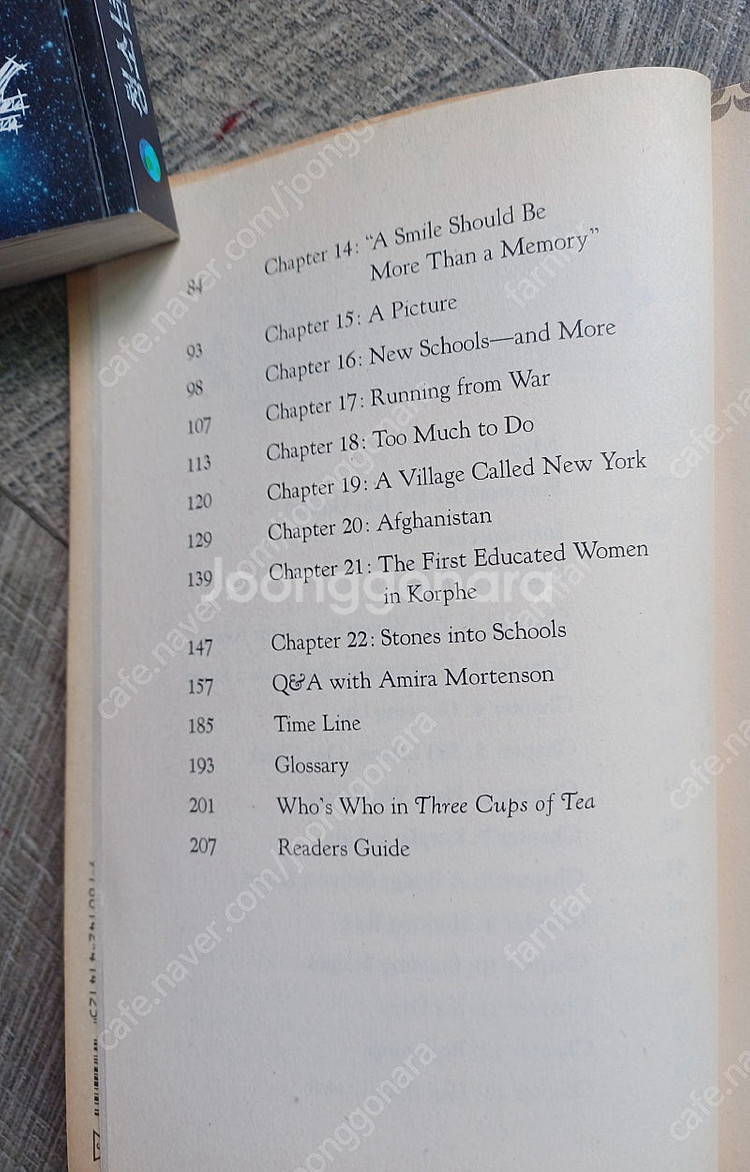 청소년
84 Chapter 14: “A Smile Should Be
More Than a Memory”
93 Chapter 15: A Picture
98 Chapter 16: New Schools—and More
107 Chapter 17: Running from War
113 Chapter 18: Too Much to Do
120 Chapter 19: A Village Called New York
129 Chapter 20: Afghanistan
139 Chapter 21: The First Educated Women
in Korphe
147 Chapter 22: Stones into Schools
157 Q&A with Amira Mortenson
185 Time Line
193 Glossary
201 Who's Who in Three Cups of Tea
207 Readers Guide
Joonggonara
cafe.naver.com/joonggonara
farmfar